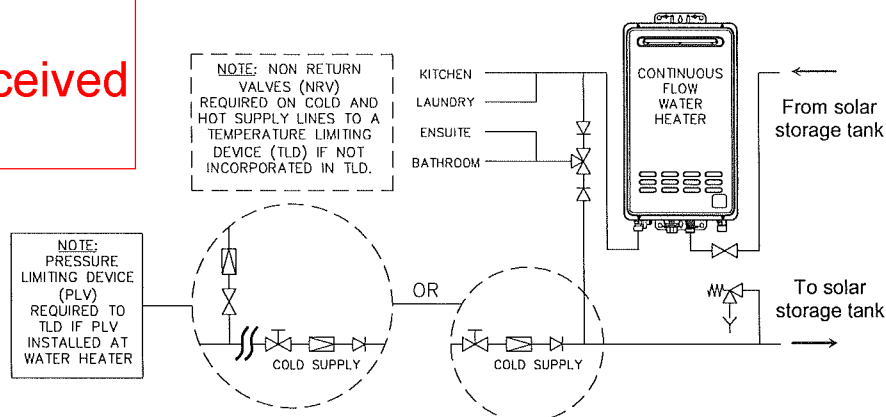 ceived
NOTE: NON RETURN
VALVES (NRV)
REQUIRED ON COLD AND
HOT SUPPLY LINES TO A
TEMPERATURE LIMITING
DEVICE (TLD) IF NOT
INCORPORATED IN TLD.
KITCHEN
LAUNDRY
ENSUITE
BATHROOM
CONTINUOUS
FLOW
WATER
HEATER
From solar
storage tank
NOTE:
PRESSURE
LIMITING DEVICE
(PLV)
REQUIRED TO
TLD IF PLV
INSTALLED AT
WATER HEATER
COLD SUPPLY
OR
COLD SUPPLY
To solar
storage tank